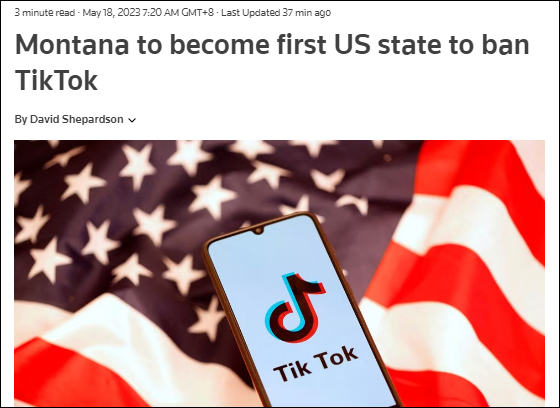 3 minute read · May 18, 2023 7:20 AM GMT+8 · Last Updated 37 min ago
Montana to become first US state to ban
TikTok
By David Shepardson
Tik Tok